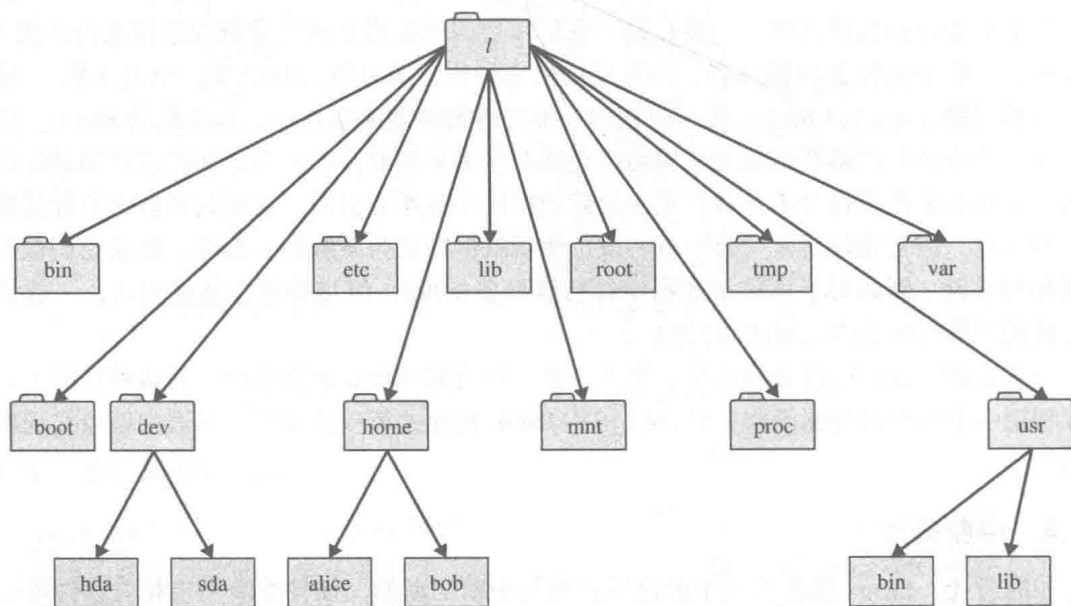 /
bin
etc
lib
root
tmp
var
boot
dev
home
mnt
proc
usr
hda
sda
alice
bob
bin
lib